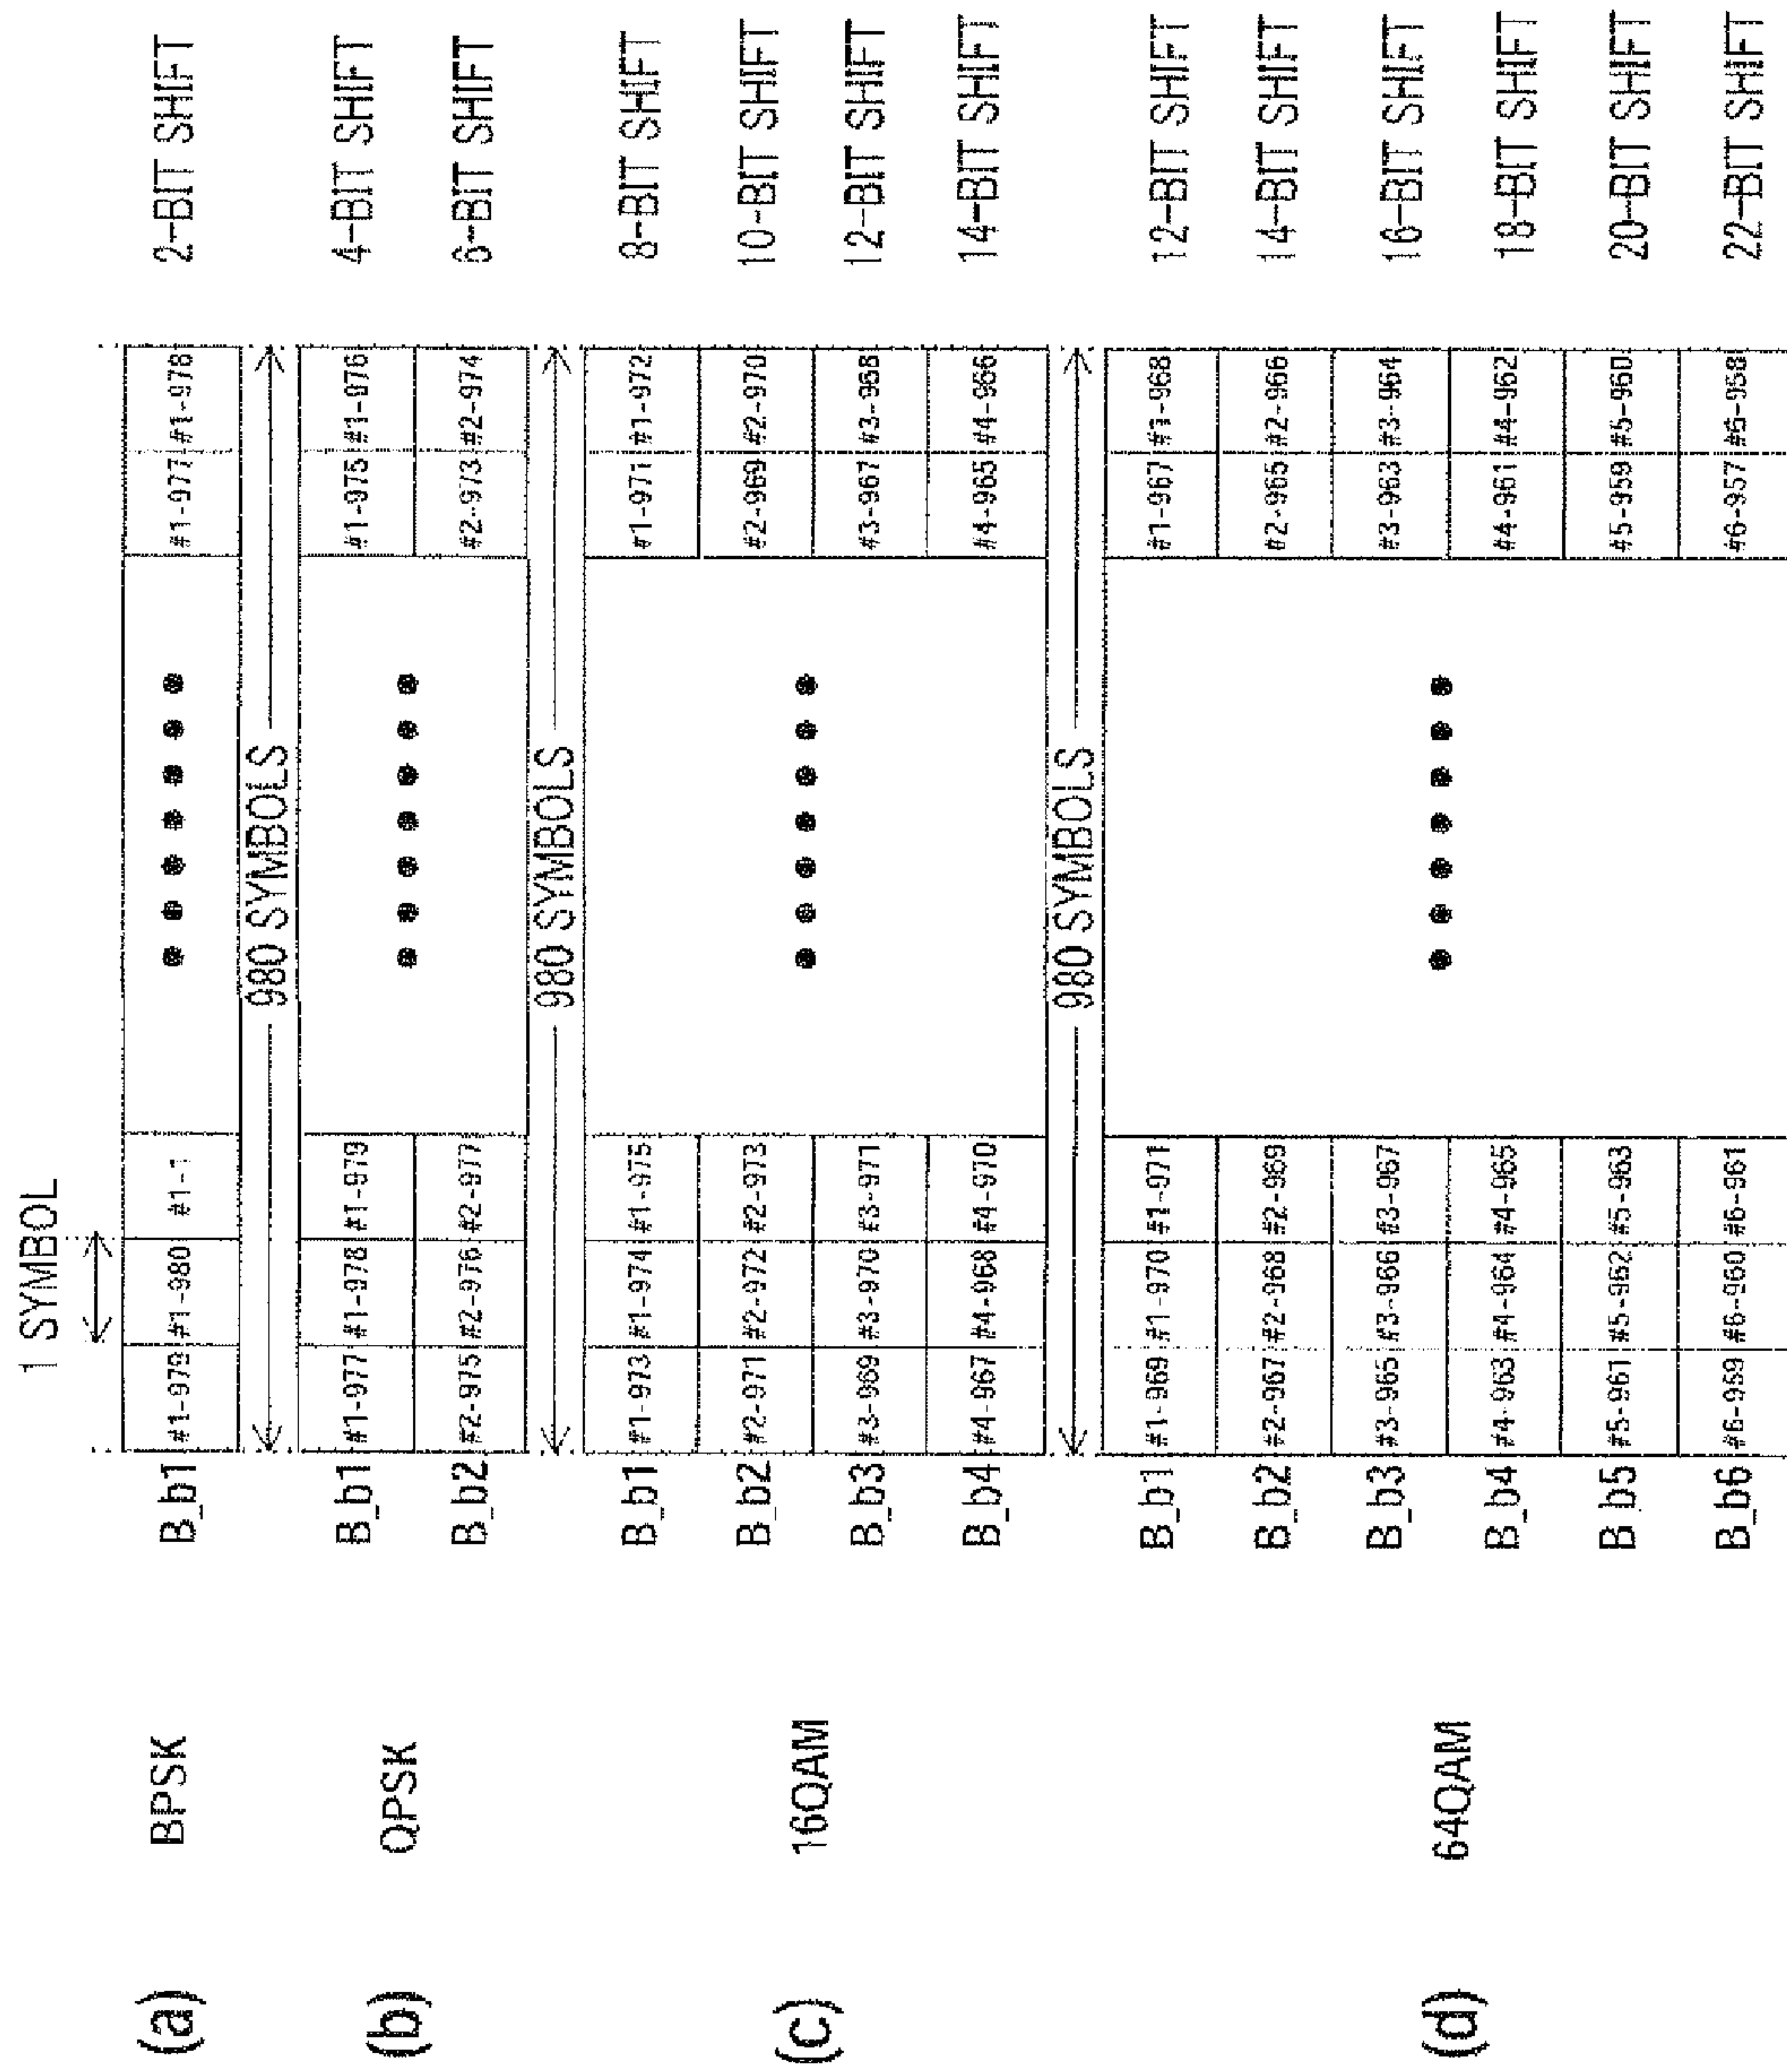 1 SYMBOL
(a) BPSK B_b1 #1-979 #1-980 #1-1 #1-977 #1-978 2-BIT SHIFT
980 SYMBOLS
(b) QPSK
B_b1 #1-977 #1-978 #1-979 #1-975 #1-976 4-BIT SHIFT
B_b2 #2-975 #2-976 #2-977 #2-973 #2-974 6-BIT SHIFT
980 SYMBOLS
(c) 16QAM
B_b1 #1-973 #1-974 #1-975 #1-971 #1-972 8-BIT SHIFT
B_b2 #2-971 #2-972 #2-973 #2-969 #2-970 10-BIT SHIFT
B_b3 #3-969 #3-970 #3-971 #3-967 #3-968 12-BIT SHIFT
B_b4 #4-967 #4-968 #4-970 #4-965 #4-966 14-BIT SHIFT
980 SYMBOLS
(d) 64QAM
B_b1 #1-969 #1-970 #1-971 #1-967 #1-968 12-BIT SHIFT
B_b2 #2-967 #2-968 #2-969 #2-965 #2-966 14-BIT SHIFT
B_b3 #3-965 #3-966 #3-967 #3-963 #3-964 16-BIT SHIFT
B_b4 #4-963 #4-964 #4-965 #4-961 #4-962 18-BIT SHIFT
B_b5 #5-961 #5-962 #5-963 #5-959 #5-960 20-BIT SHIFT
B_b6 #6-959 #6-960 #6-961 #6-957 #6-958 22-BIT SHIFT